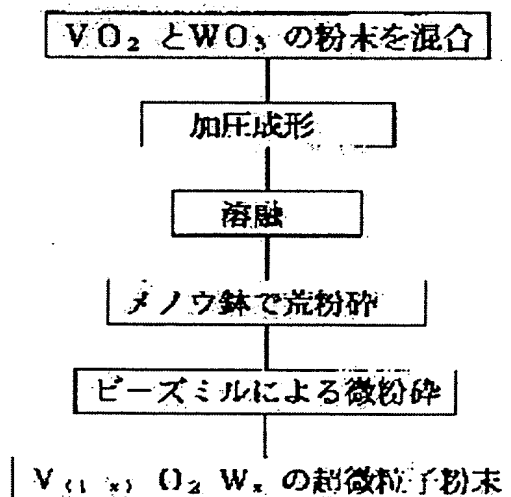 VO₂ とWO₃ の粉末を混合
加圧成形
溶融
メノウ鉢で荒粉砕
ビーズミルによる微粉砕
V₍₁₋ₓ₎ O₂ Wₓ の超微粒子粉末